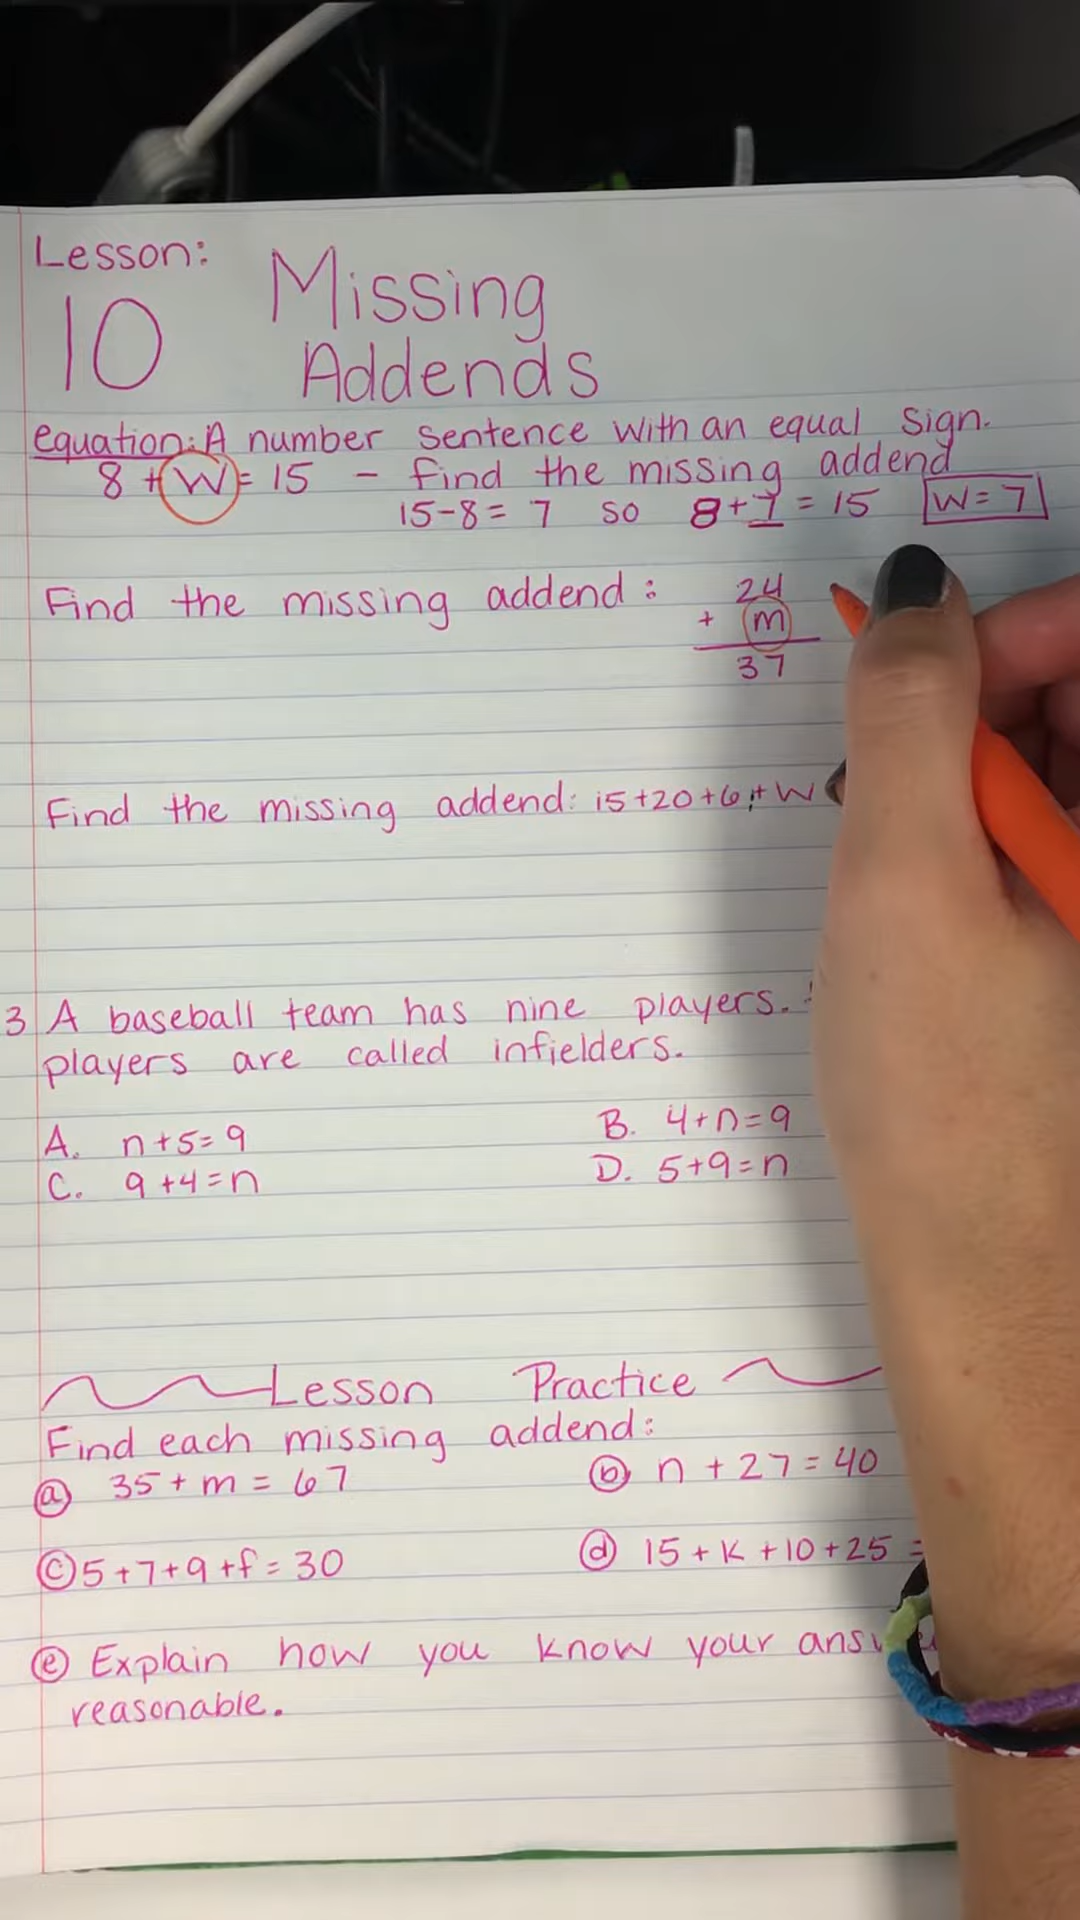 Lesson:
10 Missing
Addends
equation: A number sentence with an equal sign.
8 + W = 15 - find the missing addend
15-8= 7 so 8+7 = 15 W=7
Find the missing addend: 24
+ m
37
Find the missing addend: 15+20+6+W
3 A baseball team has nine players.
players are called infielders.
A. n+5=9 B. 4+n=9
C. 9+4=n D. 5+9=n
Lesson Practice
Find each missing addend:
(a) 35+m=67 (b) n+27=40
(c) 5+7+9+f=30 (d) 15+k+10+25=
(e) Explain how you know your
reasonable.